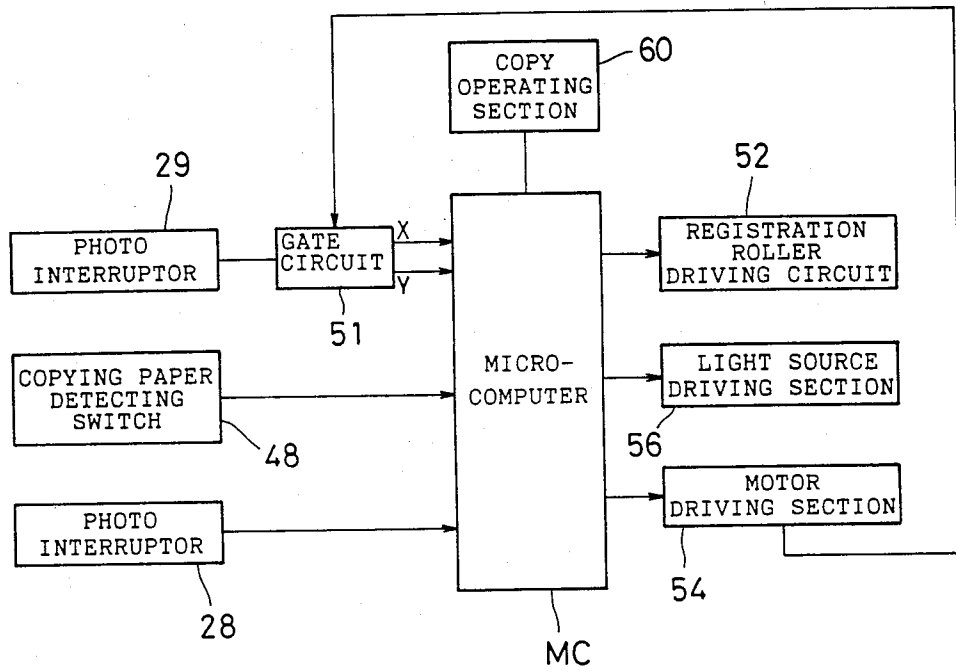 COPY
OPERATING
SECTION
60
29
52
PHOTO
INTERRUPTOR
GATE
CIRCUIT
X
Y
51
REGISTRATION
ROLLER
DRIVING CIRCUIT
COPYING PAPER
DETECTING
SWITCH
48
MICRO-
COMPUTER
LIGHT SOURCE
DRIVING SECTION
56
PHOTO
INTERRUPTOR
28
MOTOR
DRIVING SECTION
54
MC